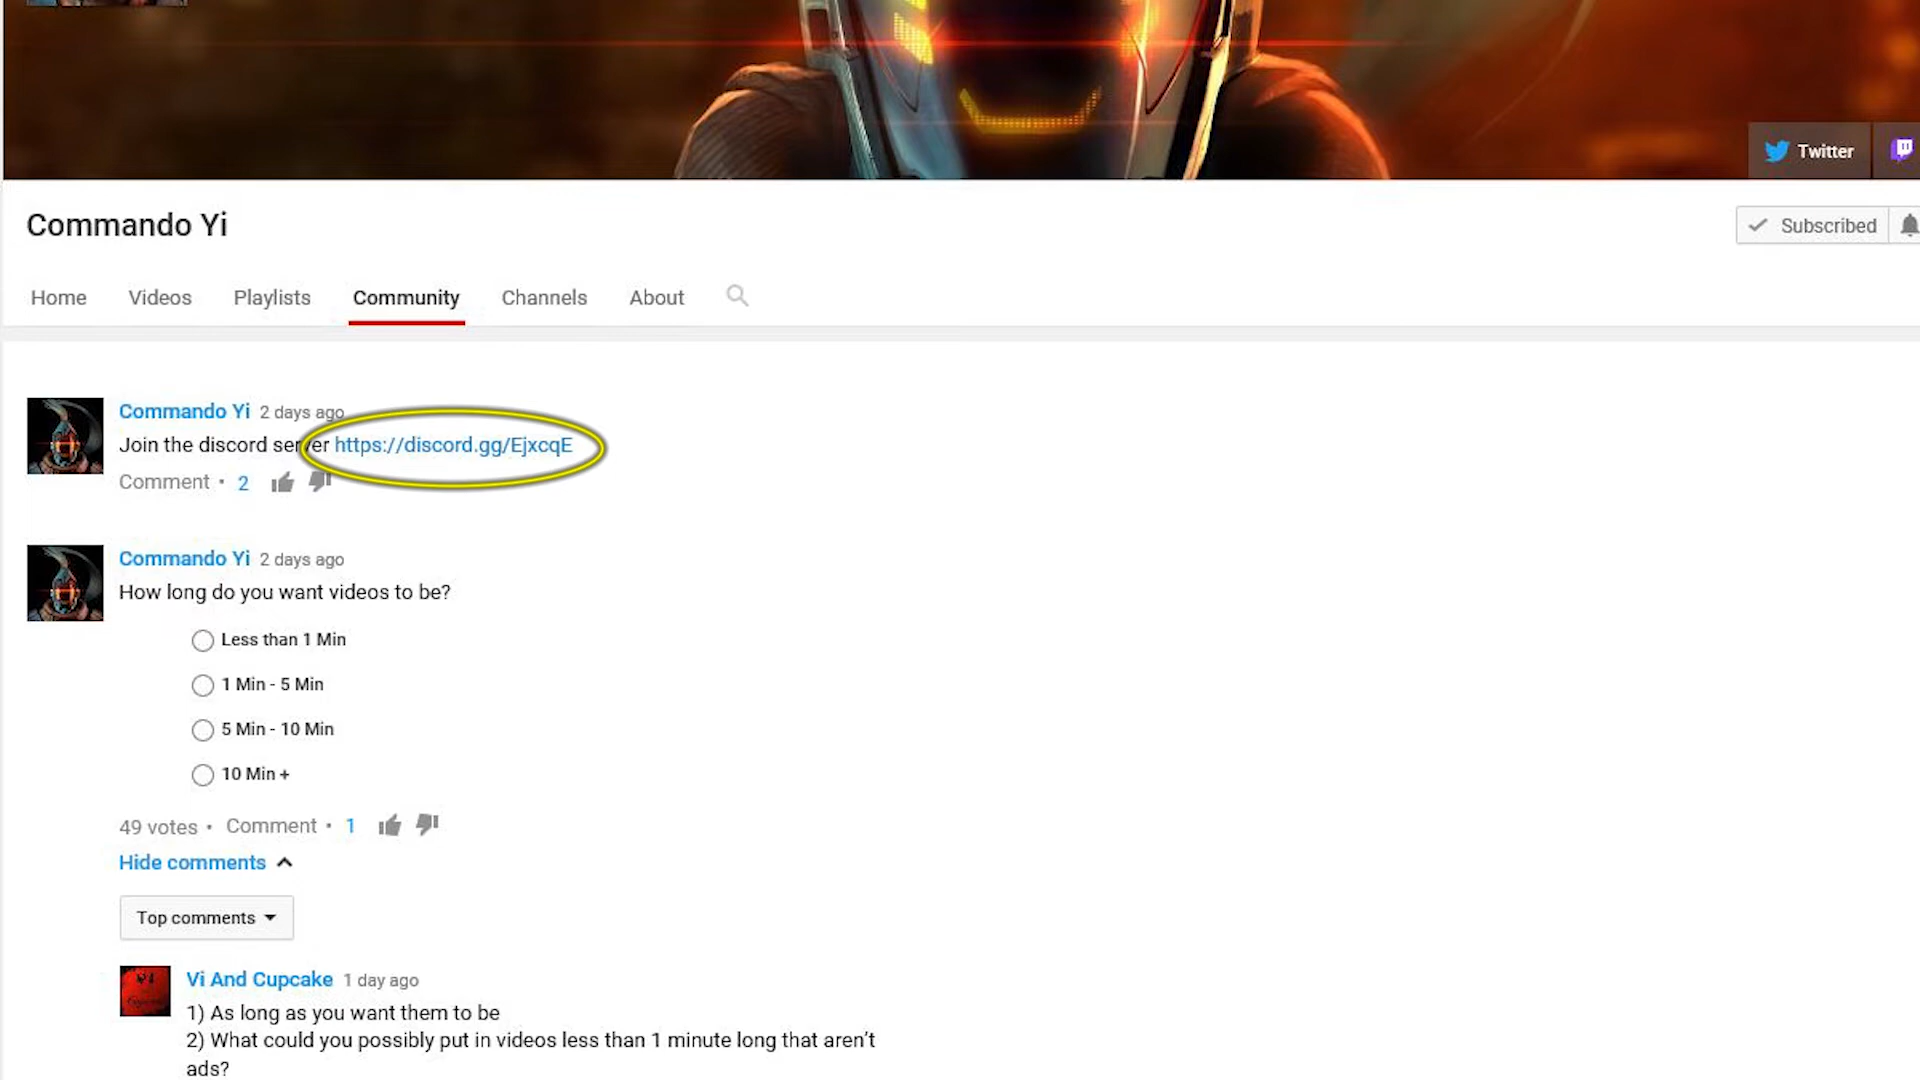 Twitter
Commando Yi
Subscribed
Home Videos Playlists Community Channels About
Commando Yi 2 days ago
Join the discord server https://discord.gg/EjxcqE
Comment • 2
Commando Yi 2 days ago
How long do you want videos to be?
Less than 1 Min
1 Min - 5 Min
5 Min - 10 Min
10 Min +
49 votes • Comment • 1
Hide comments
Top comments
Vi And Cupcake 1 day ago
1) As long as you want them to be
2) What could you possibly put in videos less than 1 minute long that aren't
ads?